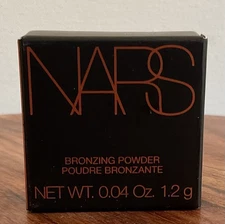 NARS
BRONZING POWDER
POUDRE BRONZANTE
NET WT. 0.04 Oz. 1.2 g